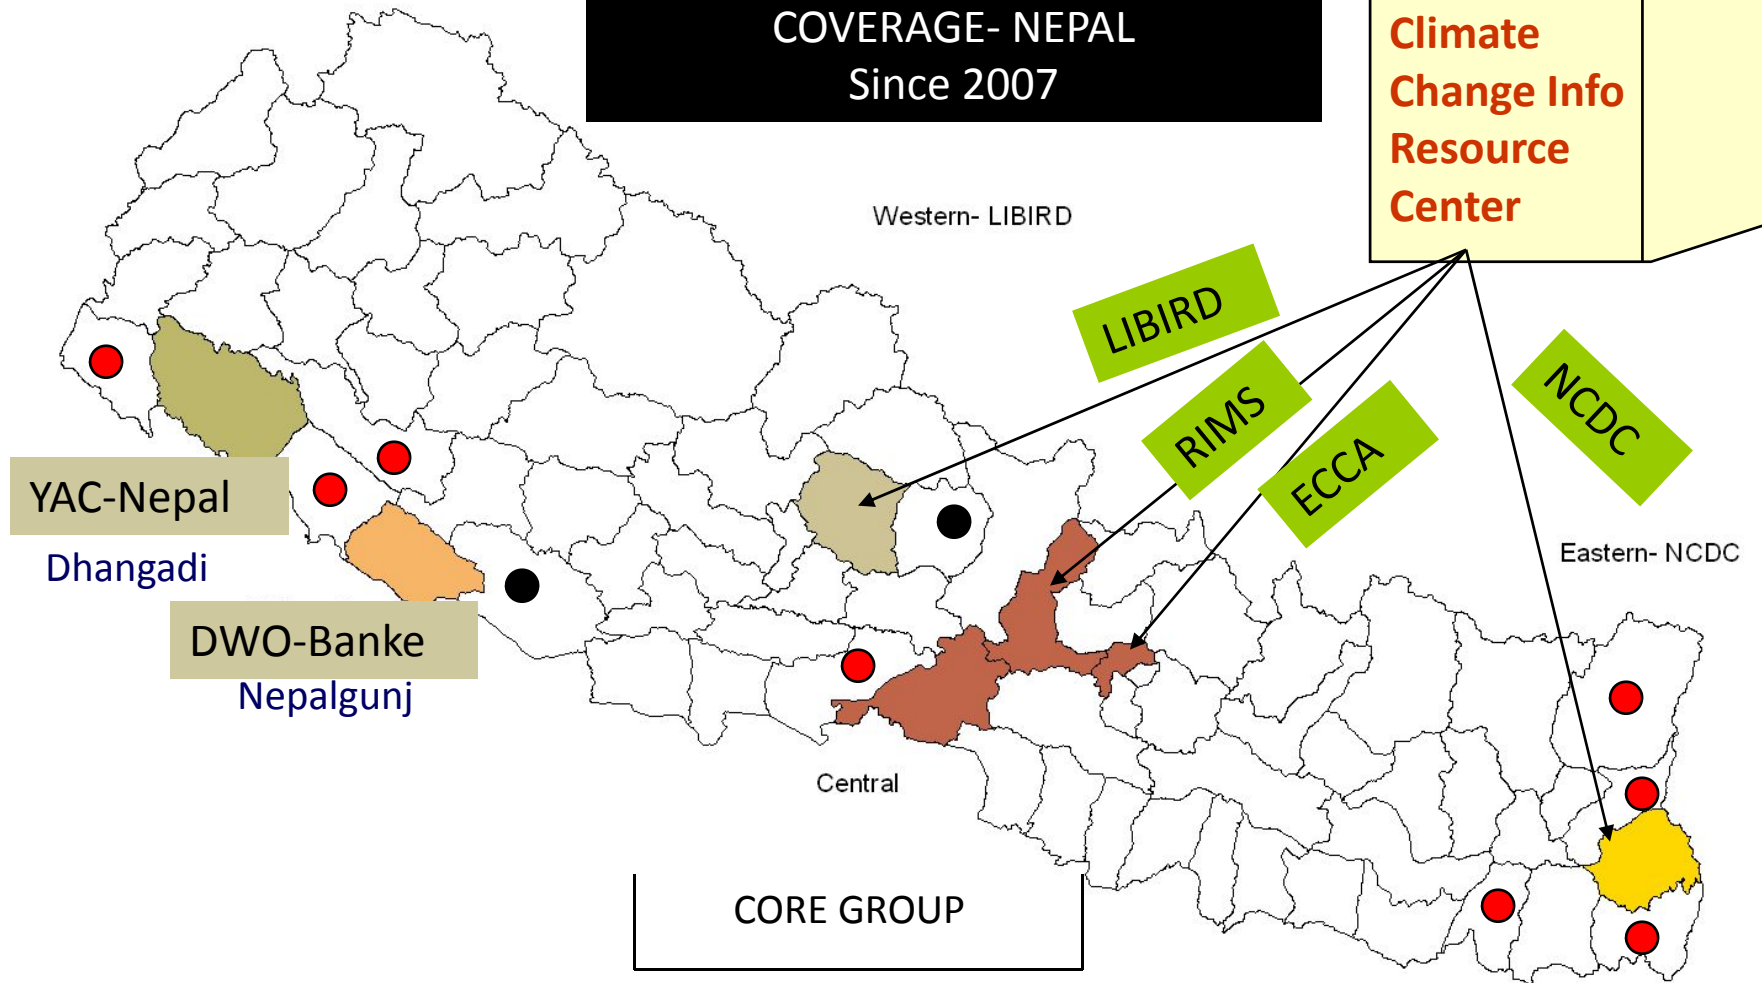 COVERAGE- NEPAL
Since 2007
Climate
Change Info
Resource
Center
Western- LIBIRD
LIBIRD
RIMS
ECCA
NCDC
YAC-Nepal
Dhangadi
DWO-Banke
Nepalgunj
Eastern- NCDC
Central
CORE GROUP